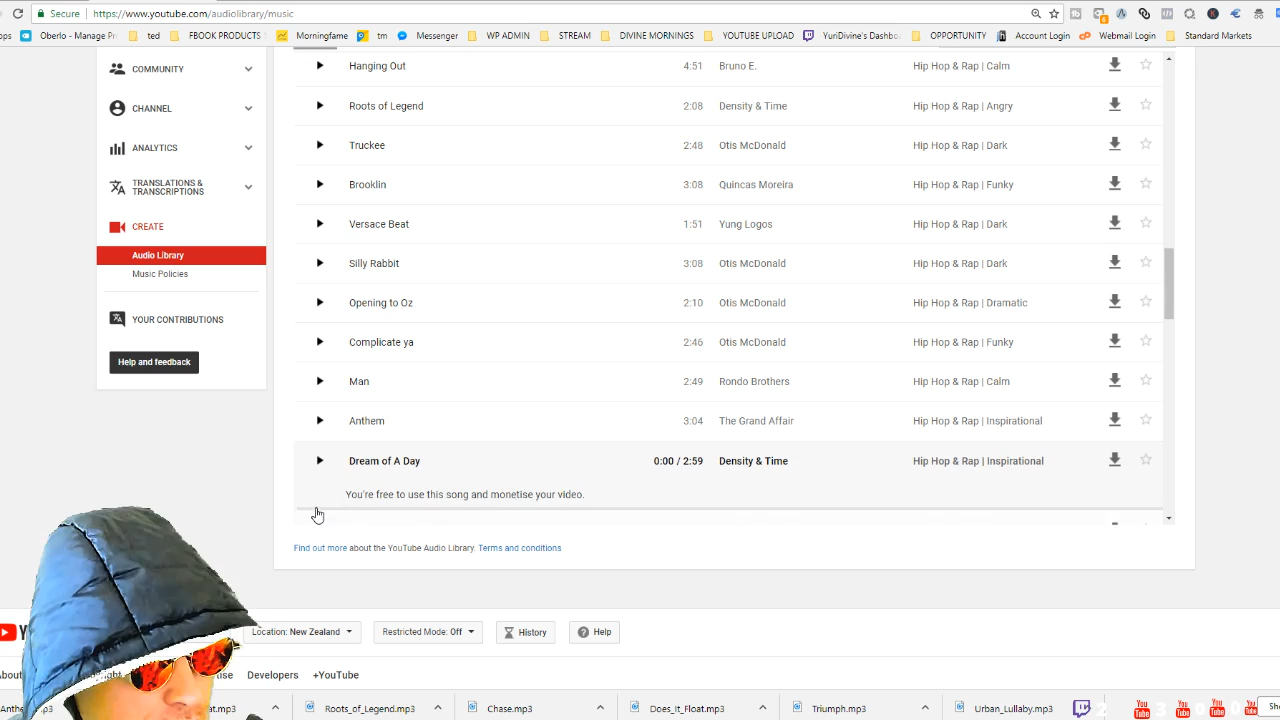 Secure https://www.youtube.com/audiolibrary/music
Oberlo - Integrate ted FBOOK PRODUCTS Morningfame tm Messenger WP ADMIN STREAM DIVINE MORNINGS YOUTUBE UPLOAD YunDivine's Dashb OPPORTUNITY Account Login Webmail Login Standard Markets
COMMUNITY
CHANNEL
ANALYTICS
TRANSLATIONS &
TRANSCRIPTIONS
CREATE
Audio Library
Music Policies
YOUR CONTRIBUTIONS
Help and feedback
Hanging Out 4:51 Bruno E. Hip Hop & Rap | Calm
Roots of Legend 2:08 Density & Time Hip Hop & Rap | Angry
Truckee 2:48 Otis McDonald Hip Hop & Rap | Dark
Brooklin 3:08 Quincas Moreira Hip Hop & Rap | Funky
Versace Beat 1:51 Yung Logos Hip Hop & Rap | Dark
Silly Rabbit 3:08 Otis McDonald Hip Hop & Rap | Dark
Opening to Oz 2:10 Otis McDonald Hip Hop & Rap | Dramatic
Complicate ya 2:46 Otis McDonald Hip Hop & Rap | Funky
Man 2:49 Rondo Brothers Hip Hop & Rap | Calm
Anthem 3:04 The Grand Affair Hip Hop & Rap | Inspirational
Dream of A Day 0:00 / 2:59 Density & Time Hip Hop & Rap | Inspirational
You're free to use this song and monetise your video.
Find out more about the YouTube Audio Library. Terms and conditions
Location: New Zealand Restricted Mode: Off History Help
Developers +YouTube
Roots_of_Legend.mp3 Chase.mp3 Does_It_Float.mp3 Triumph.mp3 Urban_Lullaby.mp3